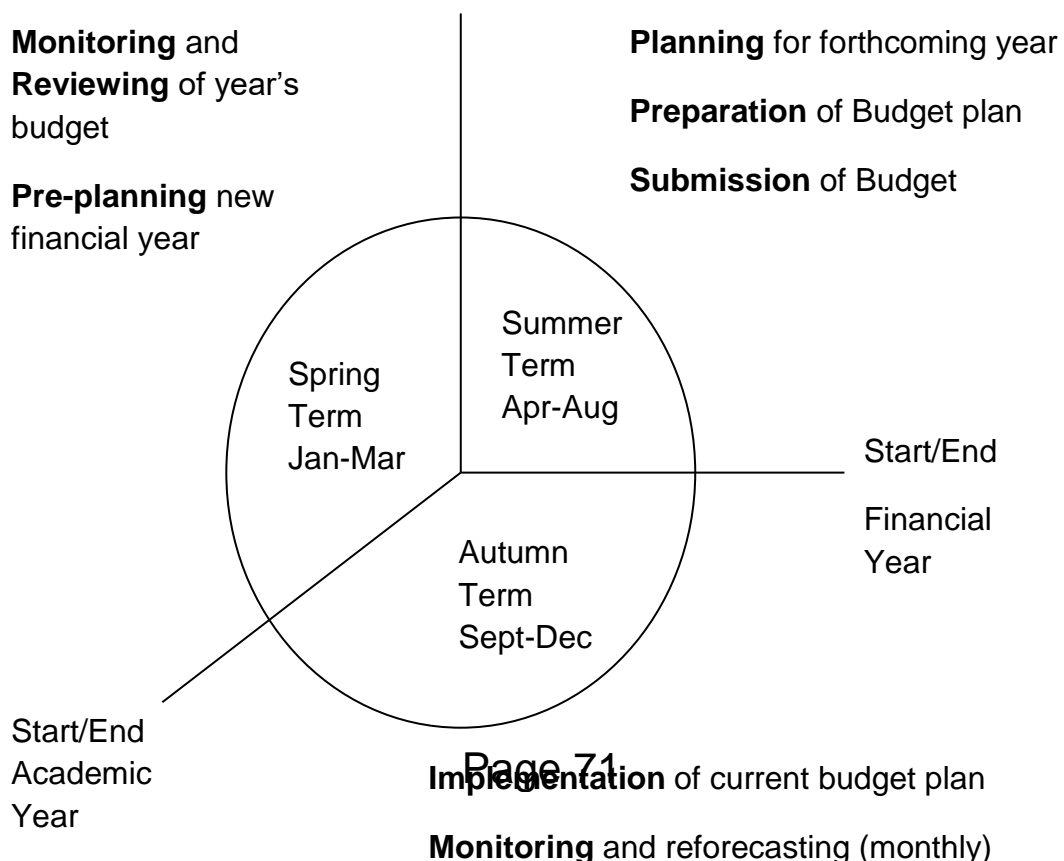 Monitoring and
Reviewing of year's
budget
Pre-planning new
financial year
Planning for forthcoming year
Preparation of Budget plan
Submission of Budget
Spring
Term
Jan-Mar
Summer
Term
Apr-Aug
Autumn
Term
Sept-Dec
Start/End
Financial
Year
Start/End
Academic
Year
Page 71
Implementation of current budget plan
Monitoring and reforecasting (monthly)